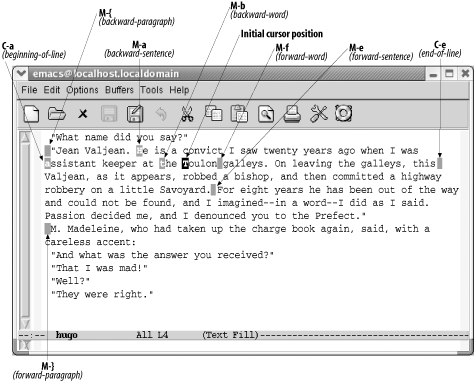 M-{
(backward-paragraph)
M-b
(backward-word)
Initial cursor position
C-a
(beginning-of-line)
M-a
(backward-sentence)
M-f
(forward-word)
M-e
(forward-sentence)
C-e
(end-of-line)
emacs@localhost.localdomain
File Edit Options Buffers Tools Help
"What name did you say?"
"Jean Valjean. He is a convict I saw twenty years ago when I was
assistant keeper at the Toulon galleys. On leaving the galleys, this
Valjean, as it appears, robbed a bishop, and then committed a highway
robbery on a little Savoyard. For eight years he has been out of the way
and could not be found, and I imagined--in a word--I did as I said.
Passion decided me, and I denounced you to the Prefect."
M. Madeleine, who had taken up the charge book again, said, with a
careless accent:
"And what was the answer you received?"
"That I was mad!"
"Well?"
"They were right."
--:-- hugo All L4 (Text Fill)--
M-}
(forward-paragraph)